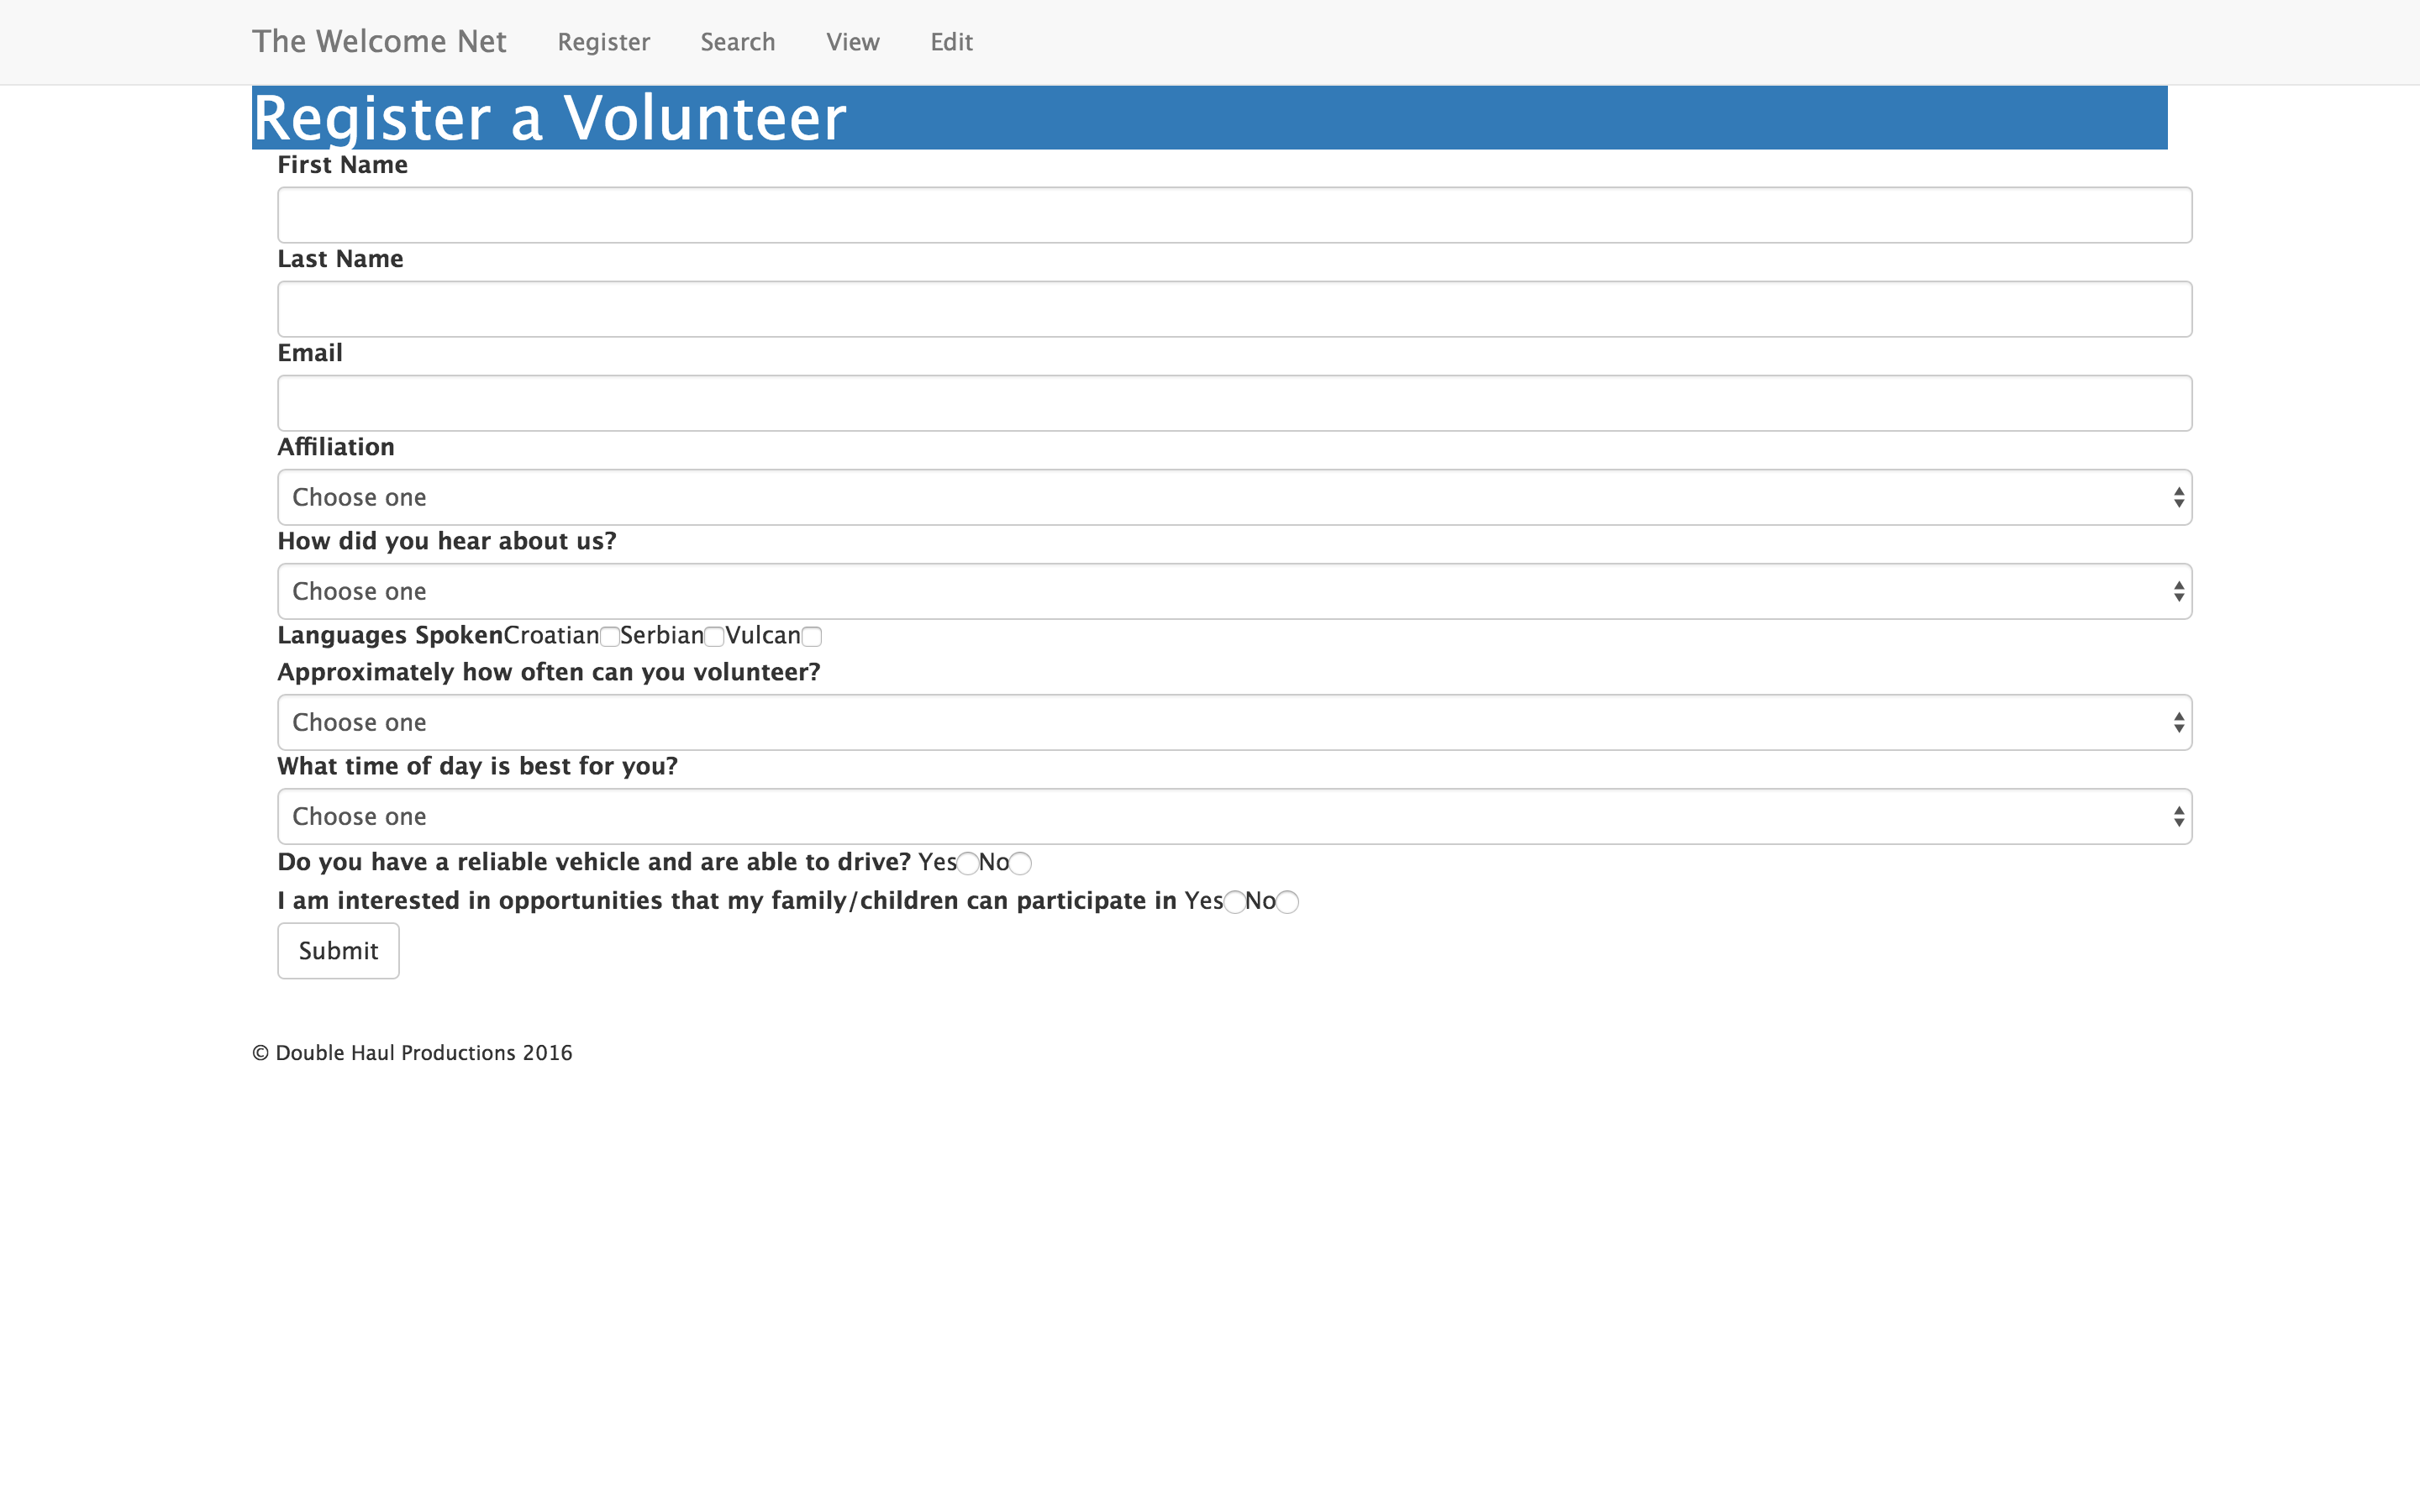 The Welcome Net Register Search View Edit
Register a Volunteer
First Name
Last Name
Email
Affiliation
Choose one
How did you hear about us?
Choose one
Languages SpokenCroatianSerbianVulcan
Approximately how often can you volunteer?
Choose one
What time of day is best for you?
Choose one
Do you have a reliable vehicle and are able to drive? YesNo
I am interested in opportunities that my family/children can participate in YesNo
Submit
© Double Haul Productions 2016